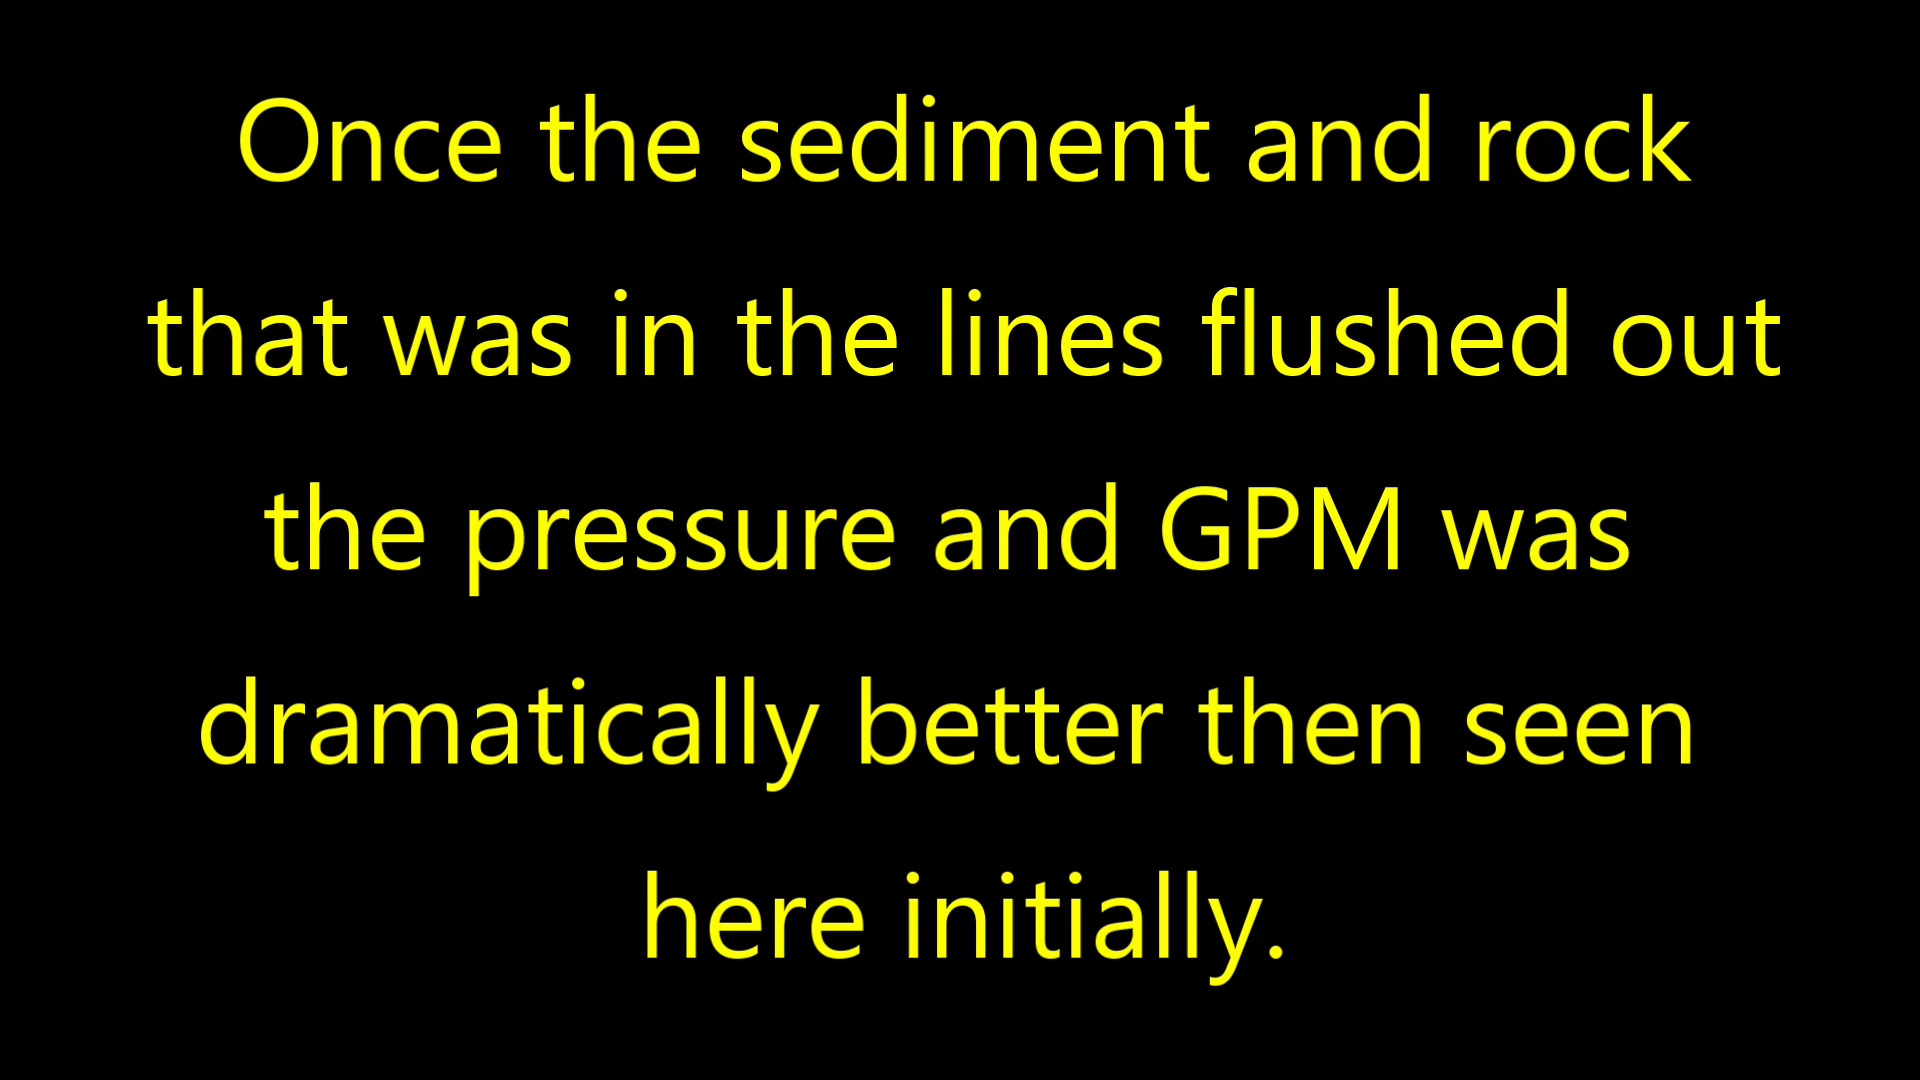 Once the sediment and rock
that was in the lines flushed out
the pressure and GPM was
dramatically better then seen
here initially.